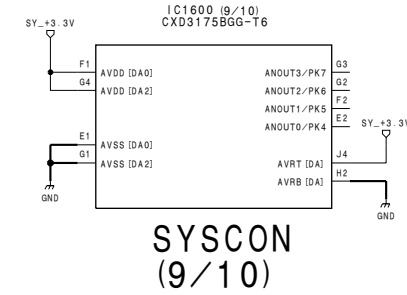 IC1600 (9/10)
CXD3175BGG-T6
SY_+3.3V
F1
AVDD [DA0]
G4
AVDD [DA2]
E1
AVSS [DA0]
G1
AVSS [DA2]
GND
ANOUT3/PK7
G3
ANOUT2/PK6
G2
ANOUT1/PK5
F2
ANOUT0/PK4
E2
SY_+3.3V
AVRT [DA]
J4
AVRB [DA]
H2
GND
SYSCON
(9/10)